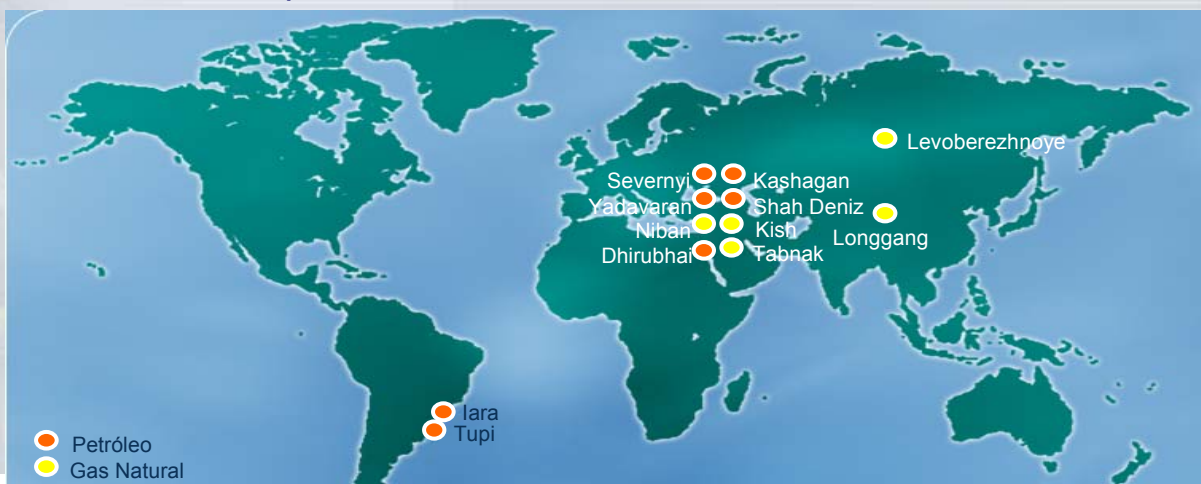 Levoberezhnoye
Severnyi Kashagan
Yadavaran Shah Deniz
Niban Kish
Longgang
Dhirubhai Tabnak
Iara
Tupi
Petróleo
Gas Natural